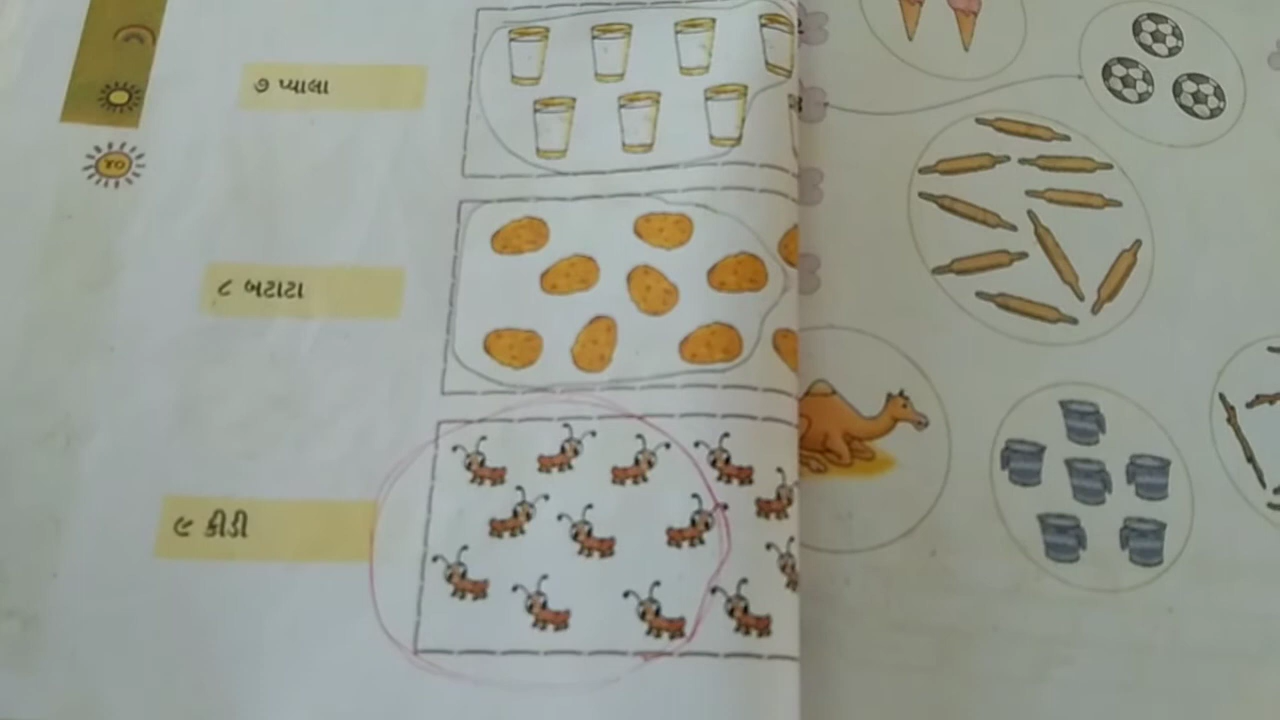 ૭ પ્યાલા
૮ બટાટા
૯ કીડી